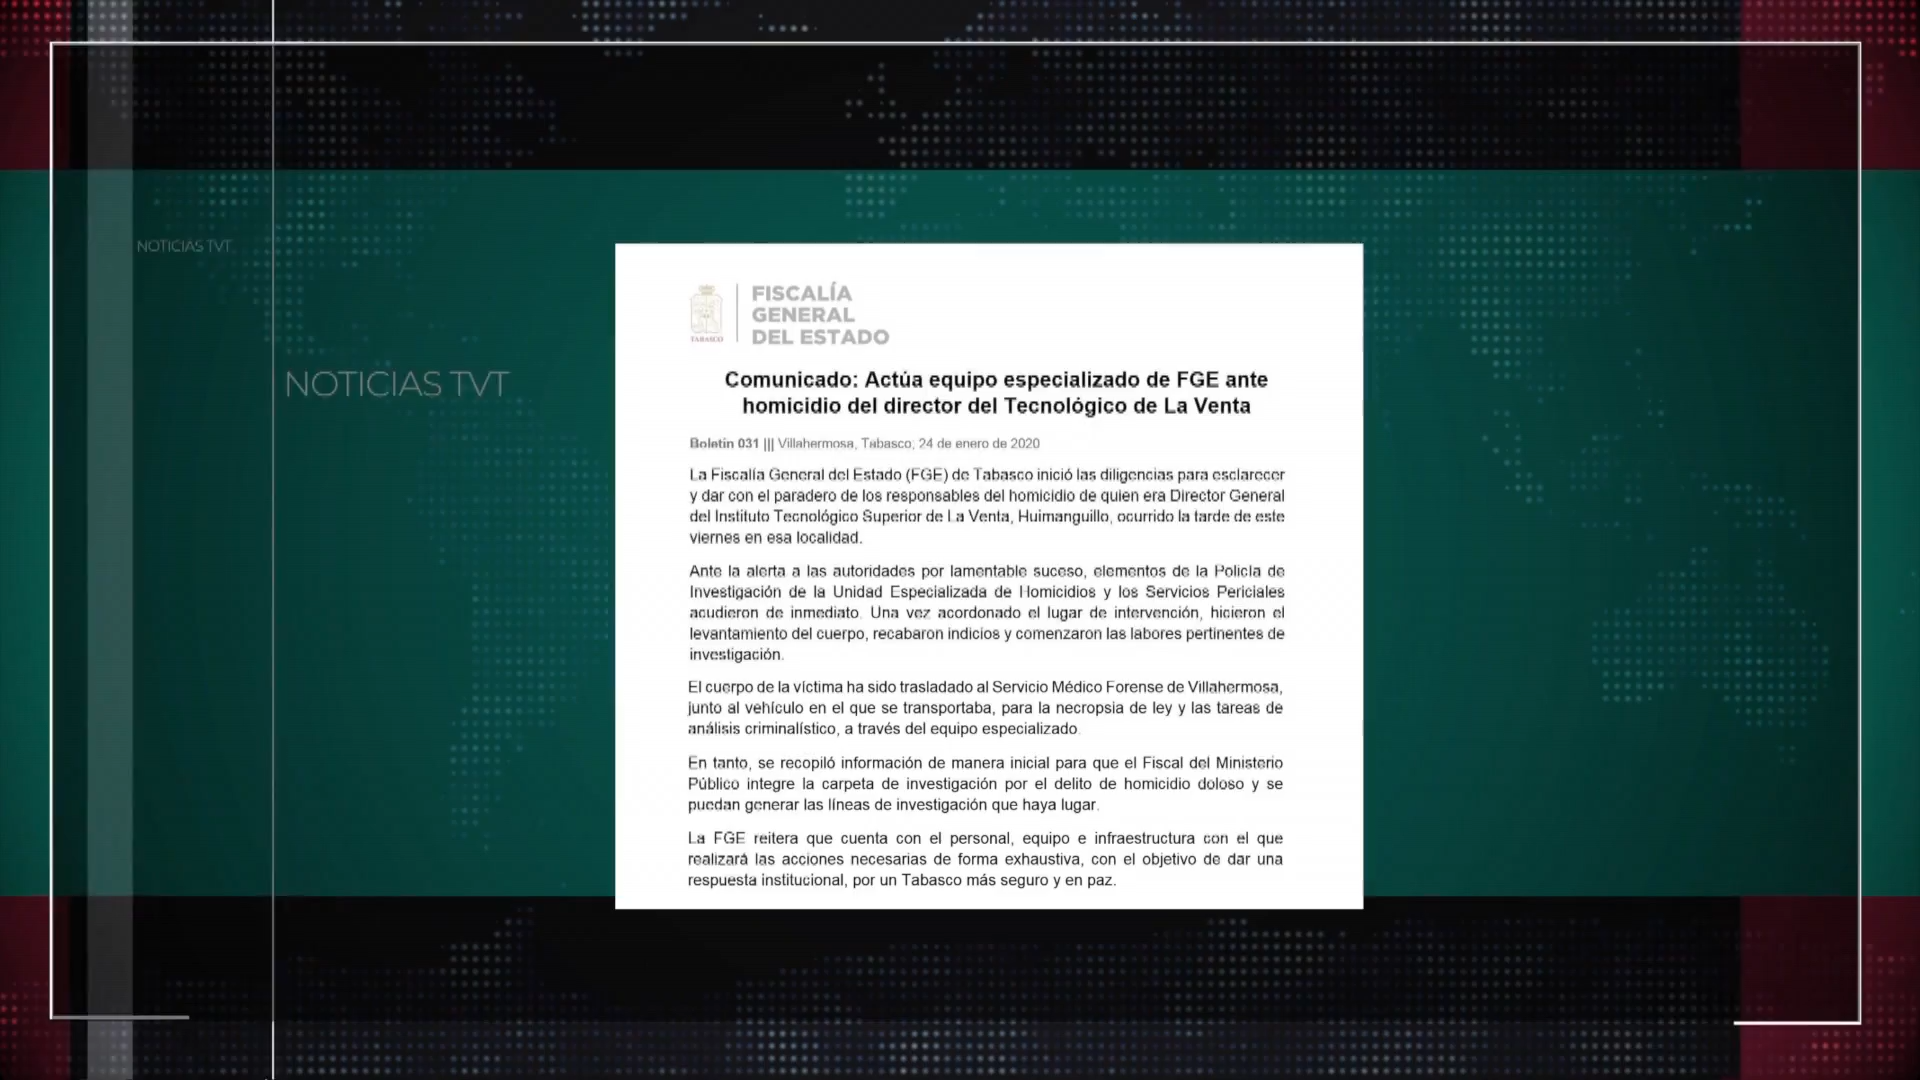 NOTICIAS TVT
NOTICIAS TVT
TABASCO
FISCALÍA
GENERAL
DEL ESTADO
Comunicado: Actúa equipo especializado de FGE ante
homicidio del director del Tecnológico de La Venta
Boletín 031 ||| Villahermosa, Tabasco; 24 de enero de 2020
La Fiscalía General del Estado (FGE) de Tabasco inició las diligencias para esclarecer
y dar con el paradero de los responsables del homicidio de quien era Director General
del Instituto Tecnológico Superior de La Venta, Huimanguillo, ocurrido la tarde de este
viernes en esa localidad.
Ante la alerta a las autoridades por lamentable suceso, elementos de la Policía de
Investigación de la Unidad Especializada de Homicidios y los Servicios Periciales
acudieron de inmediato. Una vez acordonado el lugar de intervención, hicieron el
levantamiento del cuerpo, recabaron indicios y comenzaron las labores pertinentes de
investigación.
El cuerpo de la víctima ha sido trasladado al Servicio Médico Forense de Villahermosa,
junto al vehículo en el que se transportaba, para la necropsia de ley y las tareas de
análisis criminalístico, a través del equipo especializado.
En tanto, se recopiló información de manera inicial para que el Fiscal del Ministerio
Público integre la carpeta de investigación por el delito de homicidio doloso y se
puedan generar las líneas de investigación que haya lugar.
La FGE reitera que cuenta con el personal, equipo e infraestructura con el que
realizará las acciones necesarias de forma exhaustiva, con el objetivo de dar una
respuesta institucional, por un Tabasco más seguro y en paz.